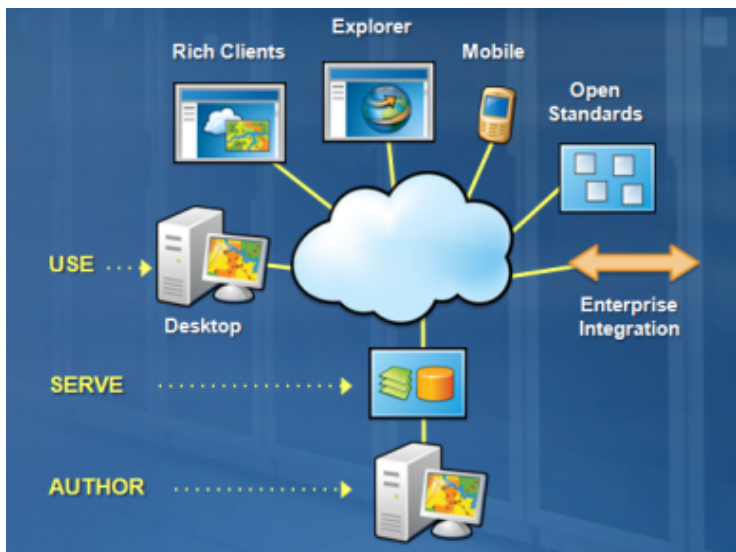 Explorer
Rich Clients
Mobile
Open
Standards
USE
Desktop
Enterprise
Integration
SERVE
AUTHOR